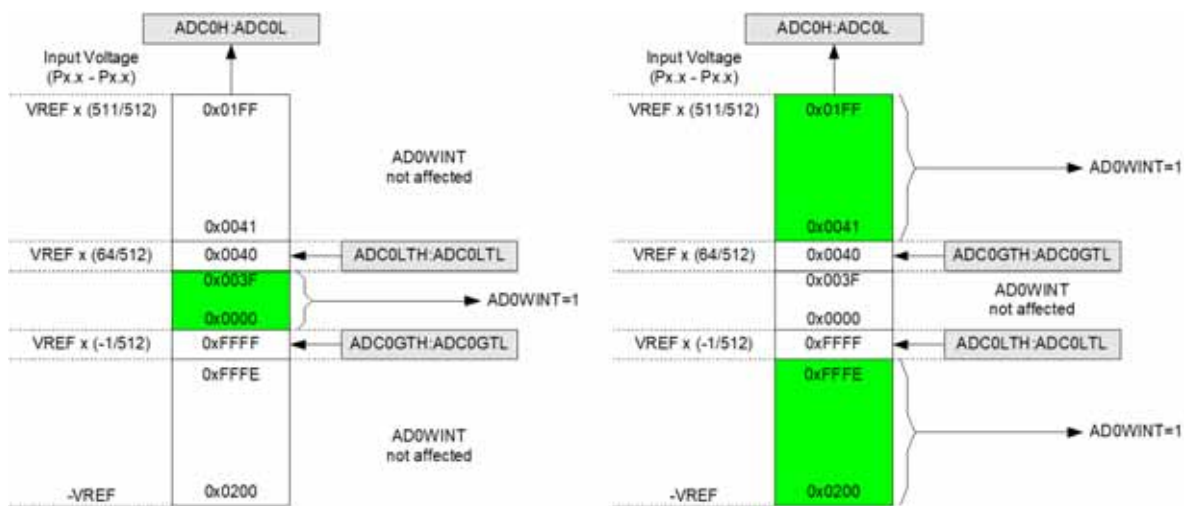 ADC0H:ADC0L
Input Voltage
(Px.x - Px.x)
VREF x (511/512)
0x01FF
AD0WINT
not affected
0x0041
VREF x (64/512)
0x0040
ADC0LTH:ADC0LTL
0x003F
AD0WINT=1
0x0000
VREF x (-1/512)
0xFFFF
ADC0GTH:ADC0GTL
0xFFFE
AD0WINT
not affected
-VREF
0x0200
ADC0H:ADC0L
Input Voltage
(Px.x - Px.x)
VREF x (511/512)
0x01FF
AD0WINT=1
0x0041
VREF x (64/512)
0x0040
ADC0GTH:ADC0GTL
0x003F
AD0WINT
not affected
0x0000
VREF x (-1/512)
0xFFFF
ADC0LTH:ADC0LTL
0xFFFE
AD0WINT=1
-VREF
0x0200